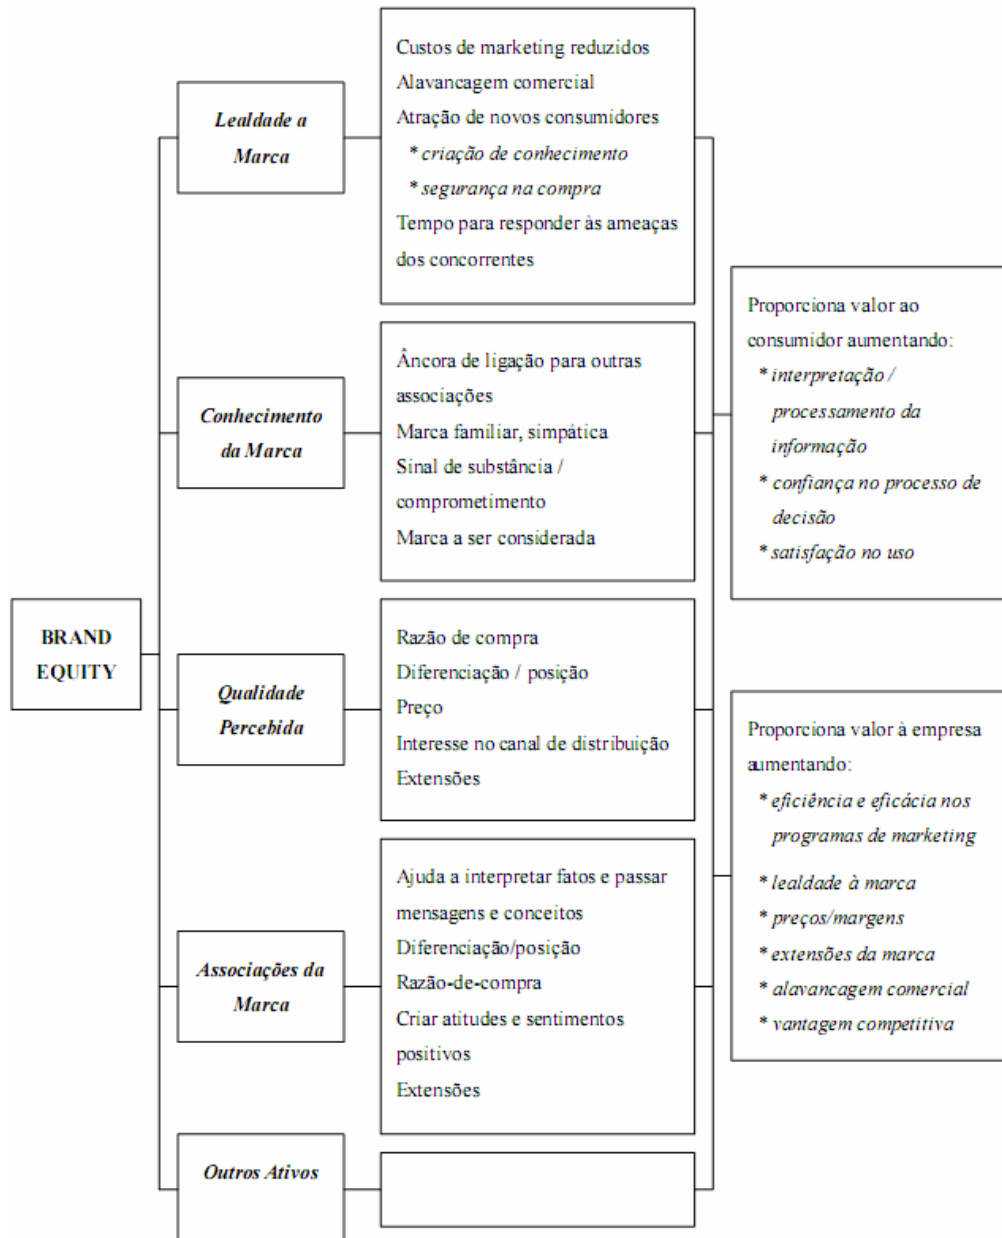 BRAND
EQUITY
Lealdade a
Marca
Custos de marketing reduzidos
Alavancagem comercial
Atração de novos consumidores
* criação de conhecimento
* segurança na compra
Tempo para responder às ameaças
dos concorrentes
Conhecimento
da Marca
Âncora de ligação para outras
associações
Marca familiar, simpática
Sinal de substância /
comprometimento
Marca a ser considerada
Qualidade
Percebida
Razão de compra
Diferenciação / posição
Preço
Interesse no canal de distribuição
Extensões
Associações da
Marca
Ajuda a interpretar fatos e passar
mensagens e conceitos
Diferenciação/posição
Razão-de-compra
Criar atitudes e sentimentos
positivos
Extensões
Outros Ativos
Proporciona valor ao
consumidor aumentando:
* interpretação /
processamento da
informação
* confiança no processo de
decisão
* satisfação no uso
Proporciona valor à empresa
aumentando:
* eficiência e eficácia nos
programas de marketing
* lealdade à marca
* preços/margens
* extensões da marca
* alavancagem comercial
* vantagem competitiva